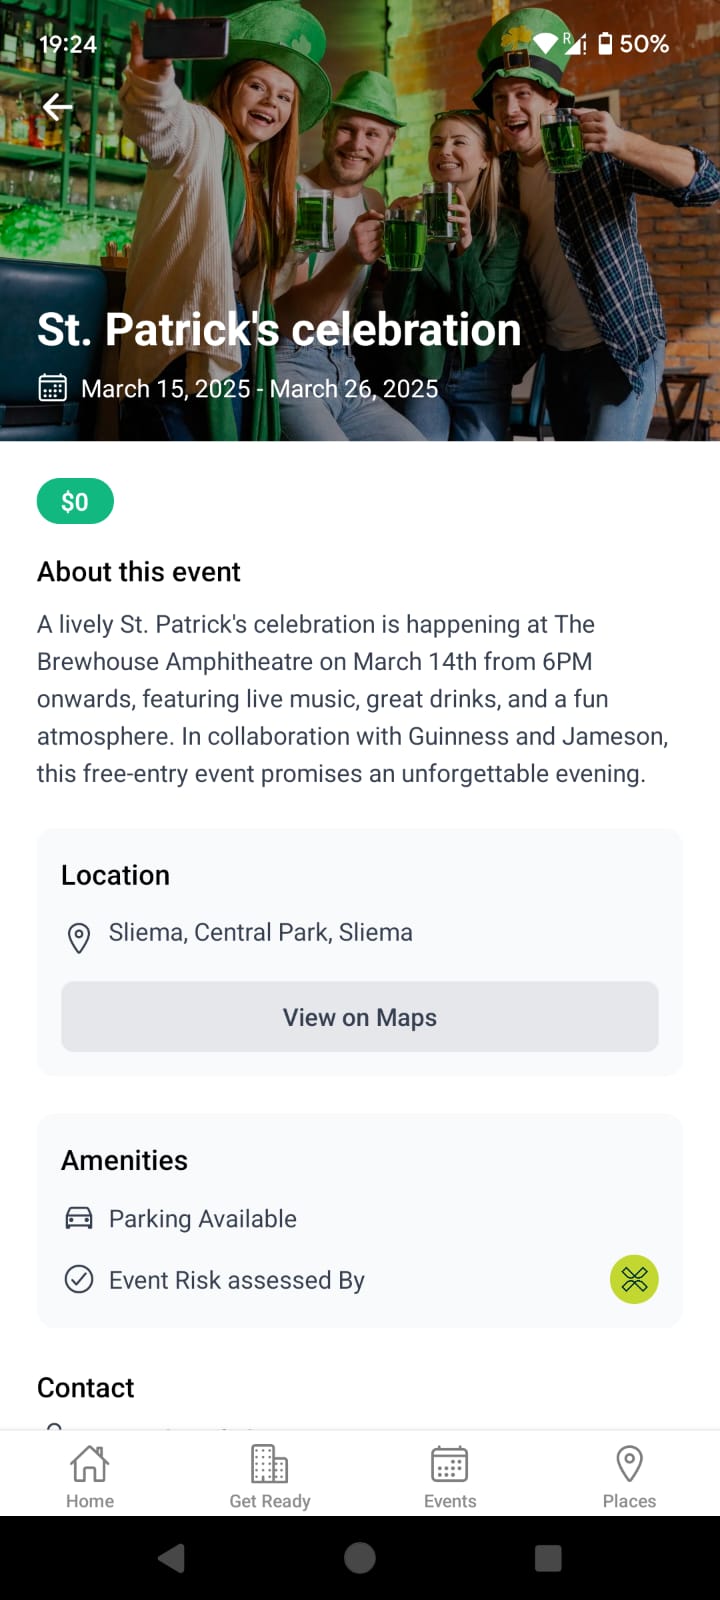 19:24
R
50%
St. Patrick's celebration
March 15, 2025 - March 26, 2025
$0
About this event
A lively St. Patrick's celebration is happening at The
Brewhouse Amphitheatre on March 14th from 6PM
onwards, featuring live music, great drinks, and a fun
atmosphere. In collaboration with Guinness and Jameson,
this free-entry event promises an unforgettable evening.
Location
Sliema, Central Park, Sliema
View on Maps
Amenities
Parking Available
Event Risk assessed By
Contact
Home
Get Ready
Events
Places